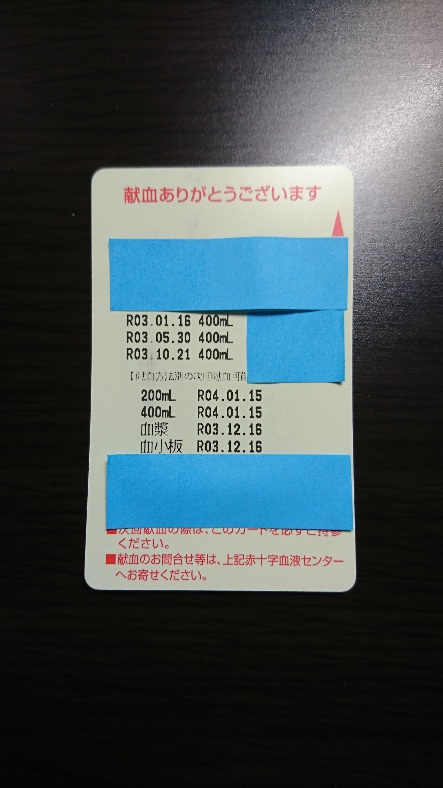 献血ありがとうございます
R03.01.16 400mL
R03.05.30 400mL
R03.10.21 400mL
200mL R04.01.15
400mL R04.01.15
血漿 R03.12.16
血小板 R03.12.16
■次回献血の際は、このカードを必ずご持参
ください。
■献血のお問合せ等は、上記赤十字血液センター
へお寄せください。